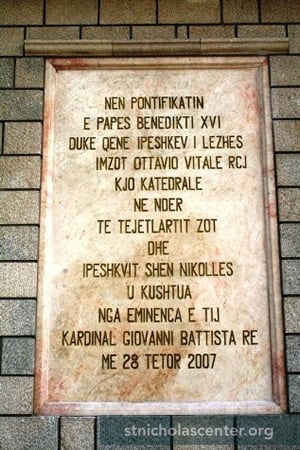 NEN PONTIFIKATIN
E PAPES BENEDIKTI XVI
DUKE QENE IPESHKEV I LEZHES
IMZOT OTTAVIO VITALE RCJ
KJO KATEDRALE
NE NDER
TE TEJETLARTIT ZOT
DHE
IPESHKVIT SHEN NIKOLLES
U KUSHTUA
NGA EMINENCA E TIJ
KARDINAL GIOVANNI BATTISTA RE
ME 28 TETOR 2007
stnicholascenter.org